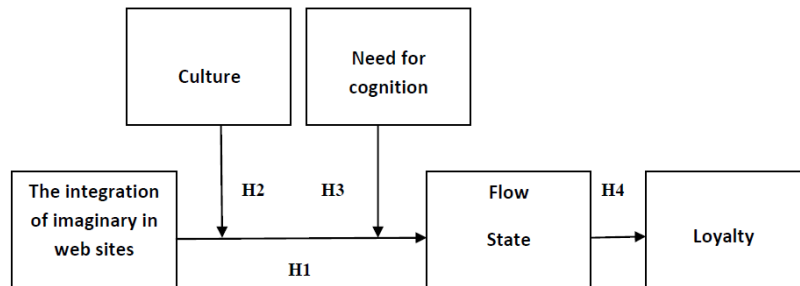 Culture
Need for
cognition
H2
H3
The integration
of imaginary in
web sites
H1
Flow
State
H4
Loyalty